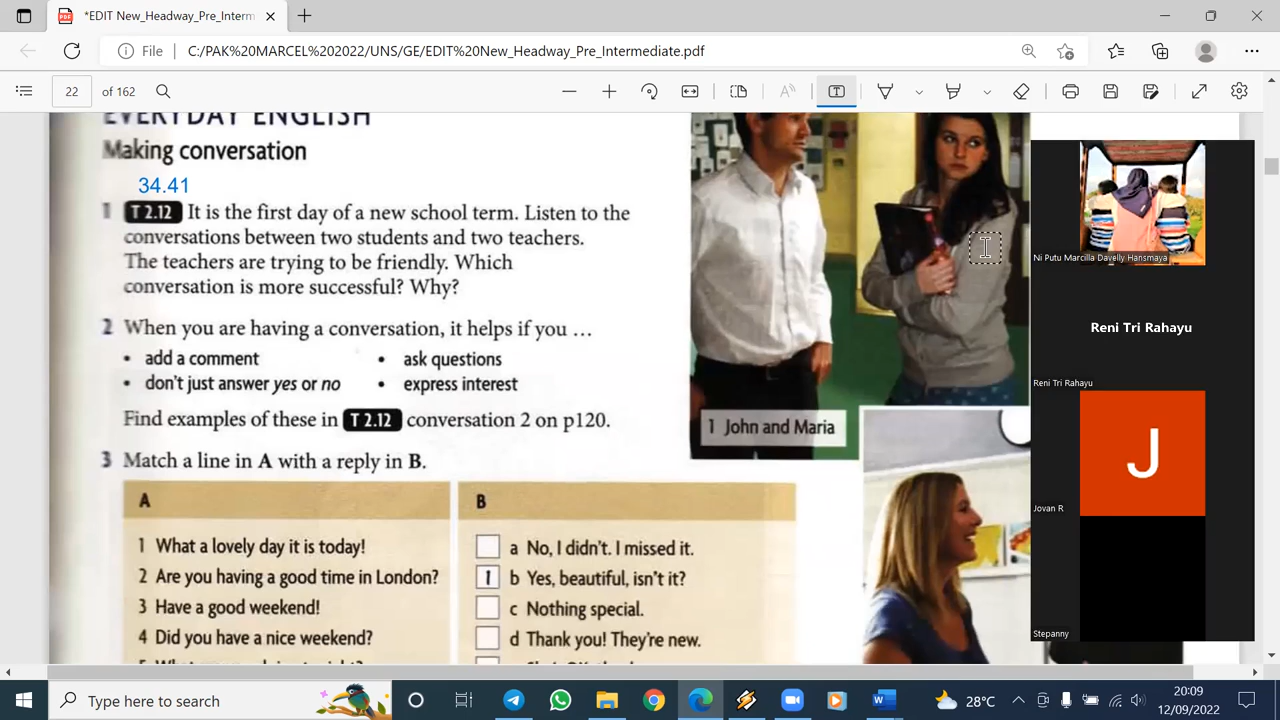 *EDIT New_Headway_Pre_Interm
File
C:/PAK%20MARCEL%202022/UNS/GE/EDIT%20New_Headway_Pre_Intermediate.pdf
22 of 162
EVERYDAY ENGLISH
Making conversation
34.41
1 T 2.12 It is the first day of a new school term. Listen to the
conversations between two students and two teachers.
The teachers are trying to be friendly. Which
conversation is more successful? Why?
2 When you are having a conversation, it helps if you …
• add a comment
• ask questions
• don't just answer yes or no
• express interest
Find examples of these in T 2.12 conversation 2 on p120.
3 Match a line in A with a reply in B.
A
1 What a lovely day it is today!
2 Are you having a good time in London?
3 Have a good weekend!
4 Did you have a nice weekend?
B
a No, I didn't. I missed it.
1 b Yes, beautiful, isn't it?
c Nothing special.
d Thank you! They're new.
1 John and Maria
Ni Putu Marcilla Davelly Hansmaya
Reni Tri Rahayu
Reni Tri Rahayu
J
Jovan R
Stepanny
Type here to search
28°C
20:09
12/09/2022